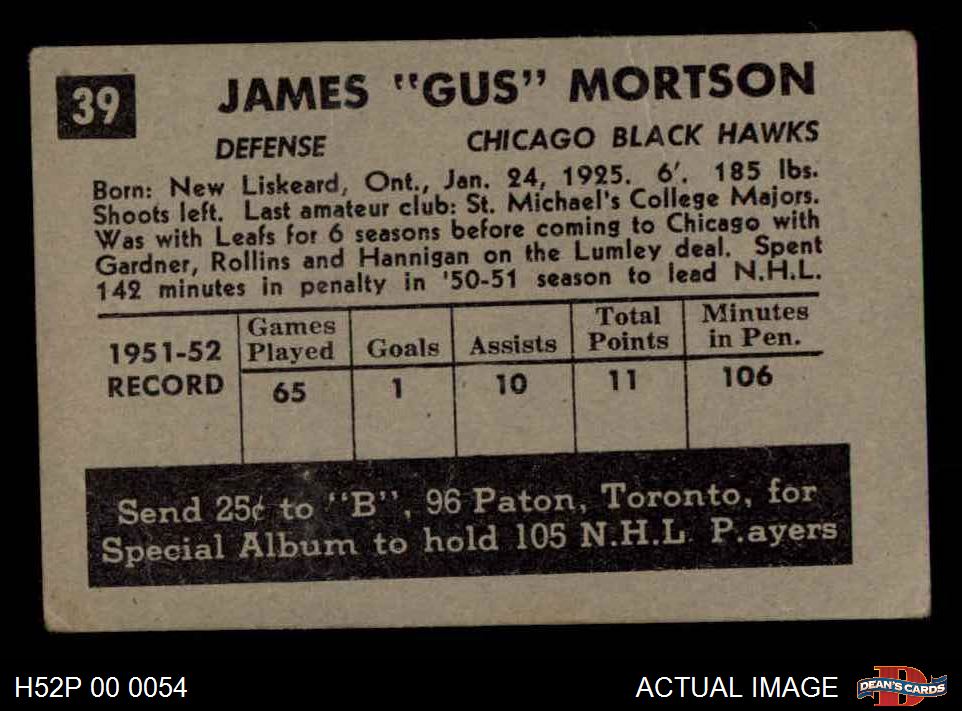 39
JAMES "GUS" MORTSON
DEFENSE CHICAGO BLACK HAWKS
Born: New Liskeard, Ont., Jan. 24, 1925. 6'. 185 lbs.
Shoots left. Last amateur club: St. Michael's College Majors.
Was with Leafs for 6 seasons before coming to Chicago with
Gardner, Rollins and Hannigan on the Lumley deal. Spent
142 minutes in penalty in '50-51 season to lead N.H.L.
1951-52 RECORD
Games Played Goals Assists Total Points Minutes in Pen.
65 1 10 11 106
Send 25¢ to "B", 96 Paton, Toronto, for
Special Album to hold 105 N.H.L. P.ayers
H52P 00 0054
ACTUAL IMAGE
DEAN'S CARDS